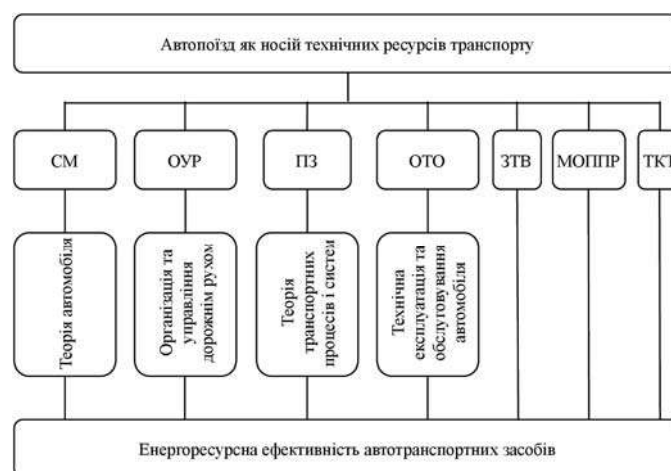 Автопоїзд як носій технічних ресурсів транспорту
СМ
ОУР
ПЗ
ОТО
ЗТВ
МОППР
ТКТ
Теорія автомобіля
Організація та
управління
дорожнім рухом
Теорія
транспортних
процесів і систем
Технічна
експлуатація та
обслуговування
автомобіля
Енергоресурсна ефективність автотранспортних засобів